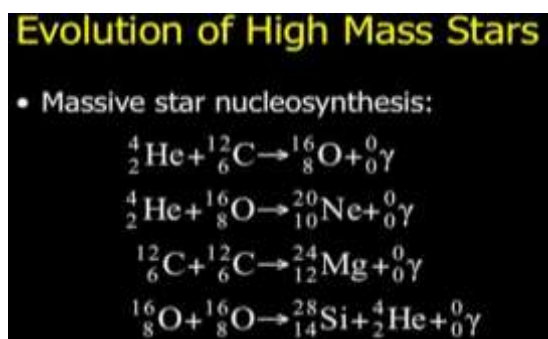 Evolution of High Mass Stars
• Massive star nucleosynthesis:
⁴₂He+¹²₆C→¹⁶₈O+⁰₀γ
⁴₂He+¹⁶₈O→²⁰₁₀Ne+⁰₀γ
¹²₆C+¹²₆C→²⁴₁₂Mg+⁰₀γ
¹⁶₈O+¹⁶₈O→²⁸₁₄Si+⁴₂He+⁰₀γ